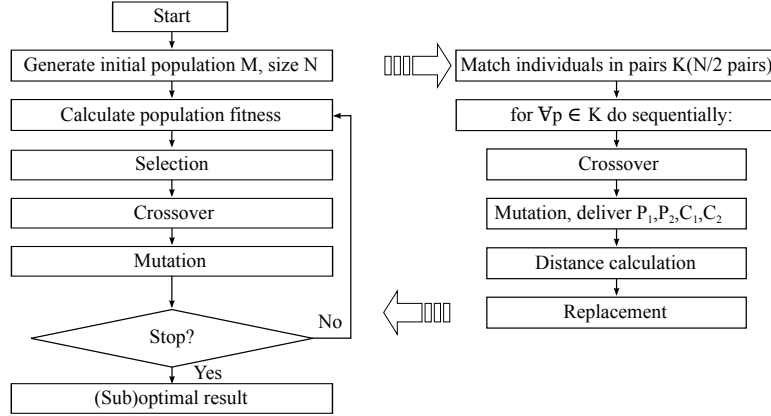 Start
Generate initial population M, size N
Calculate population fitness
Selection
Crossover
Mutation
Stop?
No
Yes
(Sub)optimal result
Match individuals in pairs K(N/2 pairs)
for ∀p ∈ K do sequentially:
Crossover
Mutation, deliver P₁,P₂,C₁,C₂
Distance calculation
Replacement